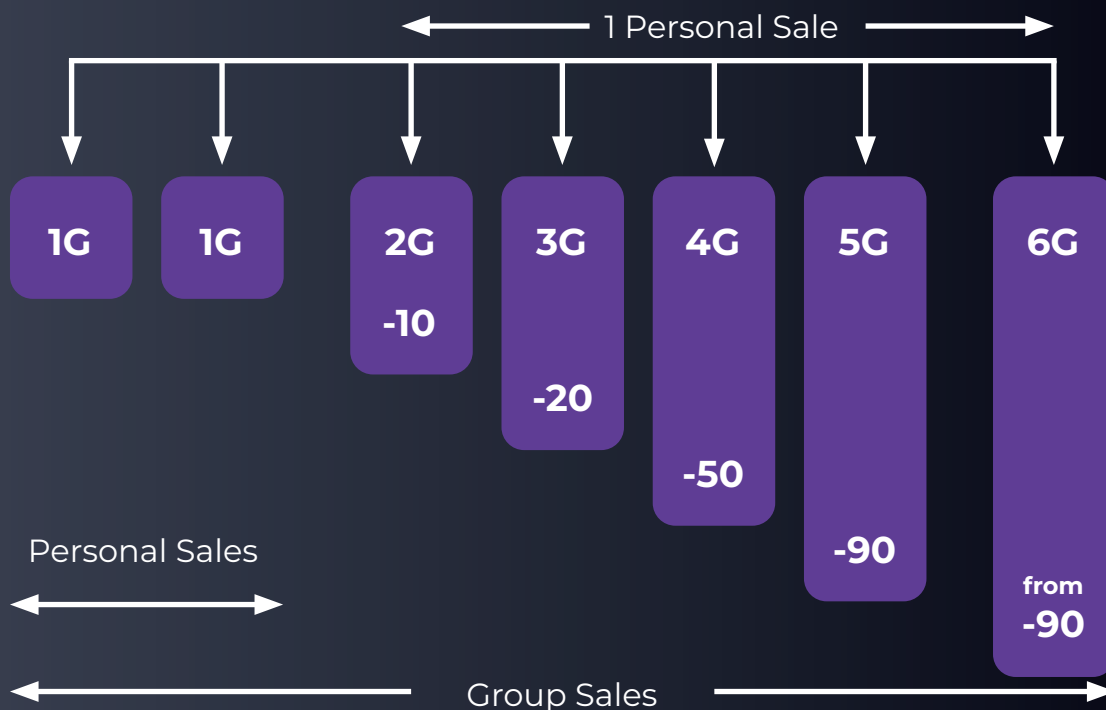 1 Personal Sale
1G
1G
2G
3G
4G
5G
6G
-10
-20
-50
-90
from
-90
Personal Sales
Group Sales